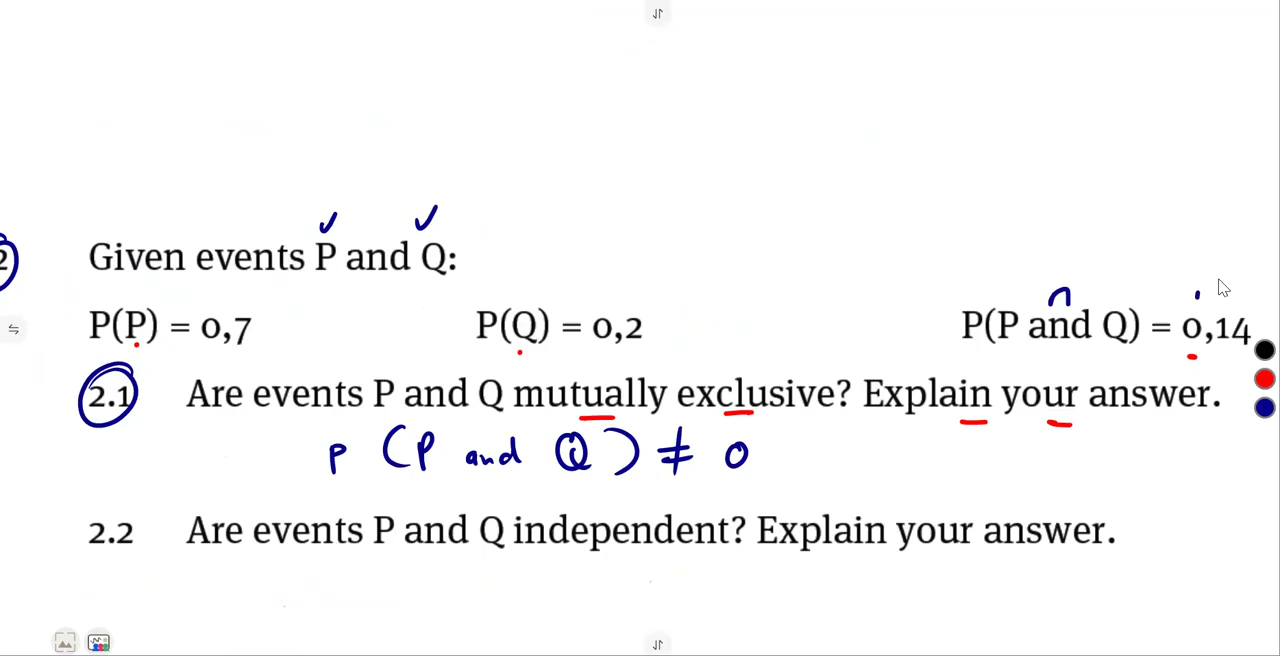 2 Given events P and Q:
P(P) = 0,7 P(Q) = 0,2 P(P and Q) = 0,14
2.1 Are events P and Q mutually exclusive? Explain your answer.
P (P and Q) ≠ 0
2.2 Are events P and Q independent? Explain your answer.